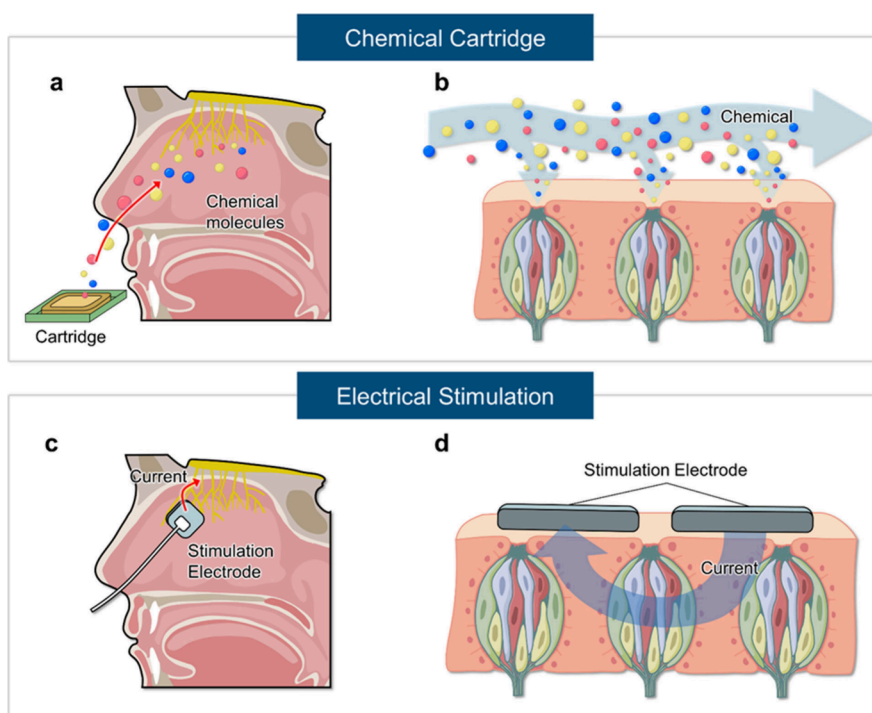 Chemical Cartridge
a
b
Chemical
Chemical
molecules
Cartridge
Electrical Stimulation
c
d
Current
Stimulation Electrode
Stimulation
Electrode
Current